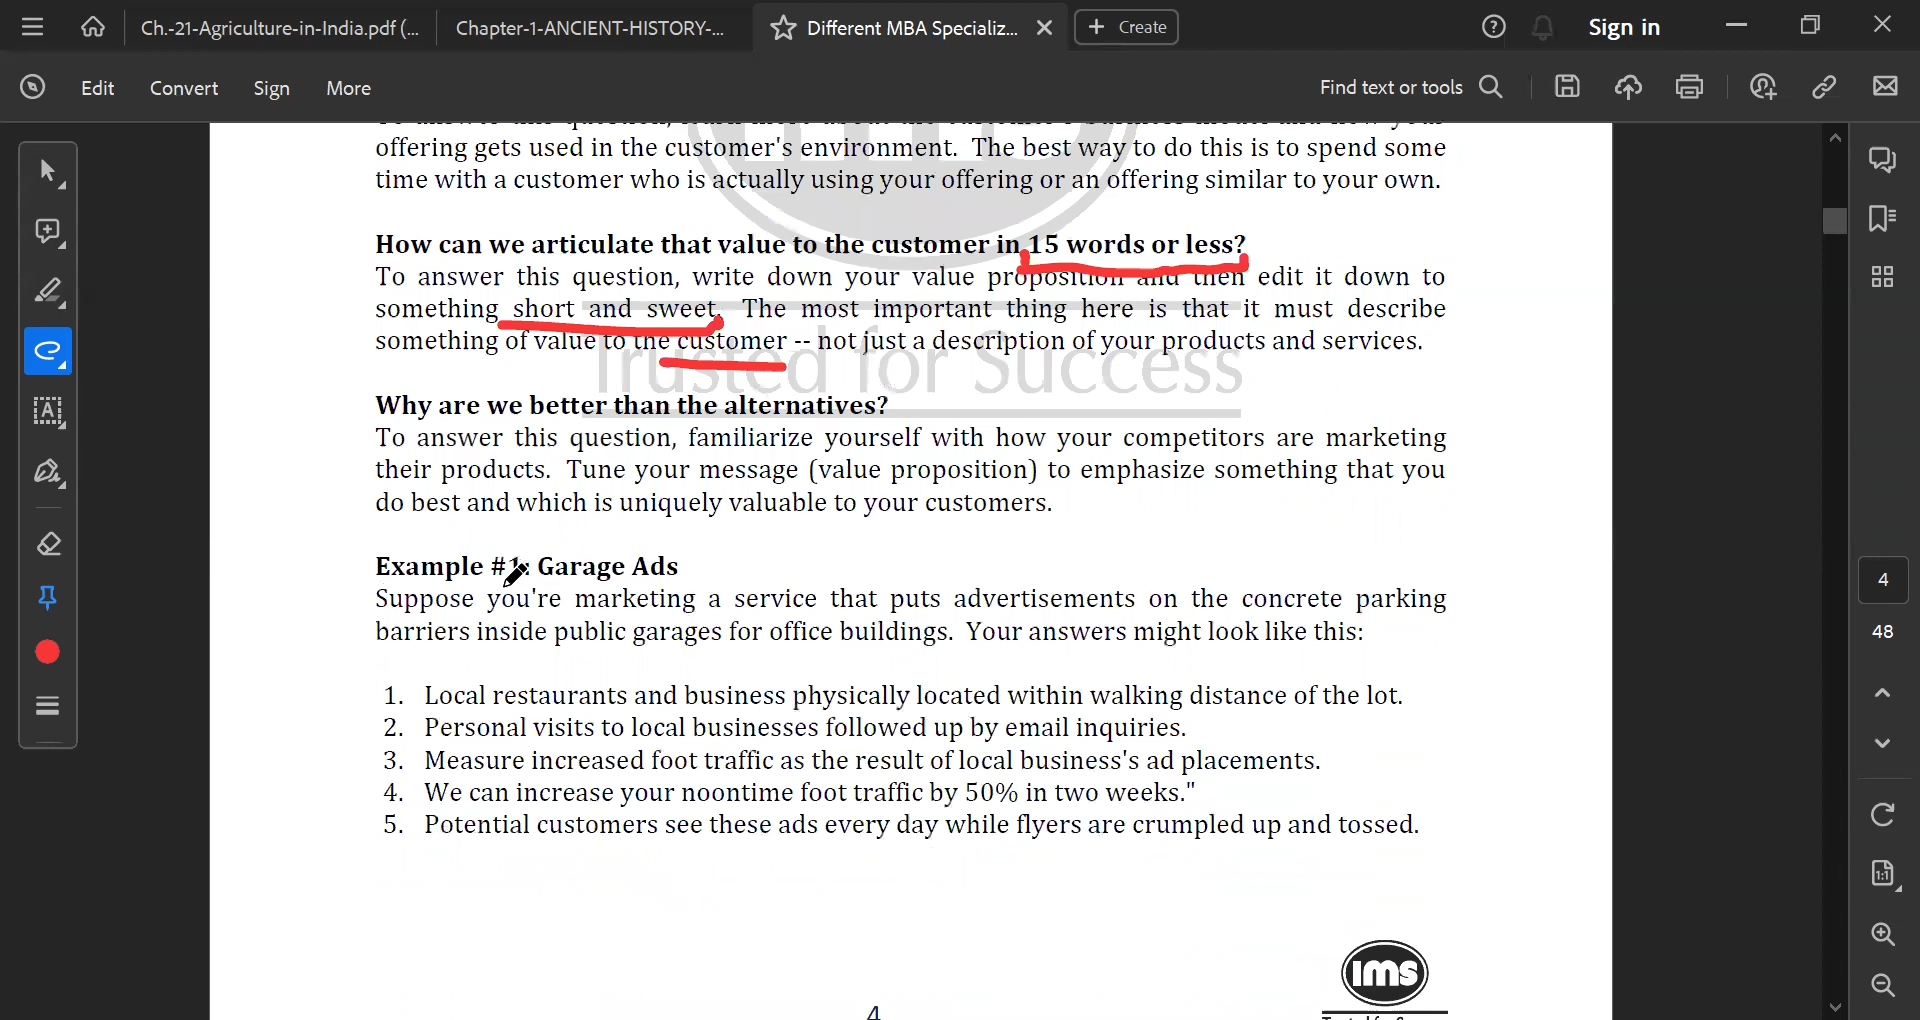 Ch.-21-Agriculture-in-India.pdf (...
Chapter-1-ANCIENT-HISTORY-...
Different MBA Specializ...
Create
Sign in
Edit
Convert
Sign
More
Find text or tools
offering gets used in the customer's environment. The best way to do this is to spend some
time with a customer who is actually using your offering or an offering similar to your own.
How can we articulate that value to the customer in 15 words or less?
To answer this question, write down your value proposition and then edit it down to
something short and sweet. The most important thing here is that it must describe
something of value to the customer -- not just a description of your products and services.
Trusted for Success
Why are we better than the alternatives?
To answer this question, familiarize yourself with how your competitors are marketing
their products. Tune your message (value proposition) to emphasize something that you
do best and which is uniquely valuable to your customers.
Example #1: Garage Ads
Suppose you're marketing a service that puts advertisements on the concrete parking
barriers inside public garages for office buildings. Your answers might look like this:
1. Local restaurants and business physically located within walking distance of the lot.
2. Personal visits to local businesses followed up by email inquiries.
3. Measure increased foot traffic as the result of local business's ad placements.
4. We can increase your noontime foot traffic by 50% in two weeks."
5. Potential customers see these ads every day while flyers are crumpled up and tossed.
ims
4
4
48
1:1